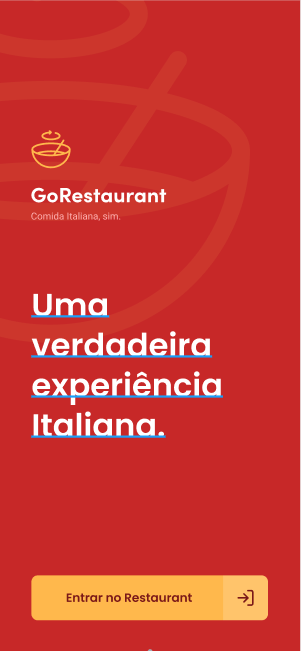 GoRestaurant
Comida Italiana, sim.
Uma
verdadeira
experiência
Italiana.
Entrar no Restaurant